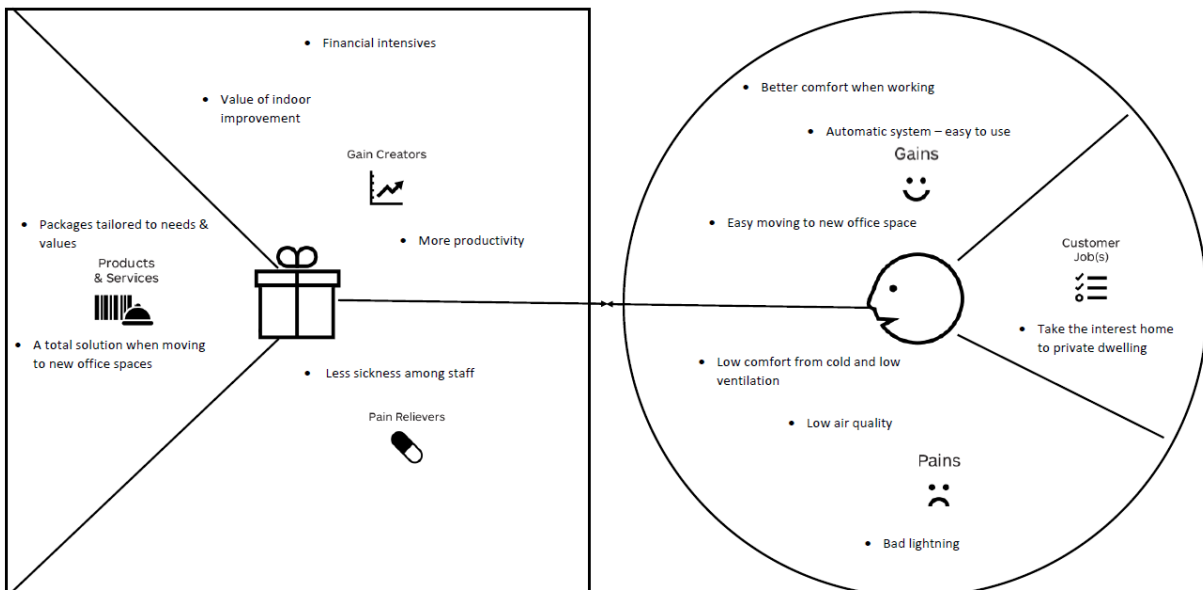 • Financial intensives
• Value of indoor
improvement
Gain Creators
• More productivity
• Packages tailored to needs &
values
Products
& Services
• A total solution when moving
to new office spaces
• Less sickness among staff
Pain Relievers
• Better comfort when working
• Automatic system – easy to use
Gains
• Easy moving to new office space
Customer
Job(s)
• Take the interest home
to private dwelling
• Low comfort from cold and low
ventilation
• Low air quality
Pains
• Bad lightning